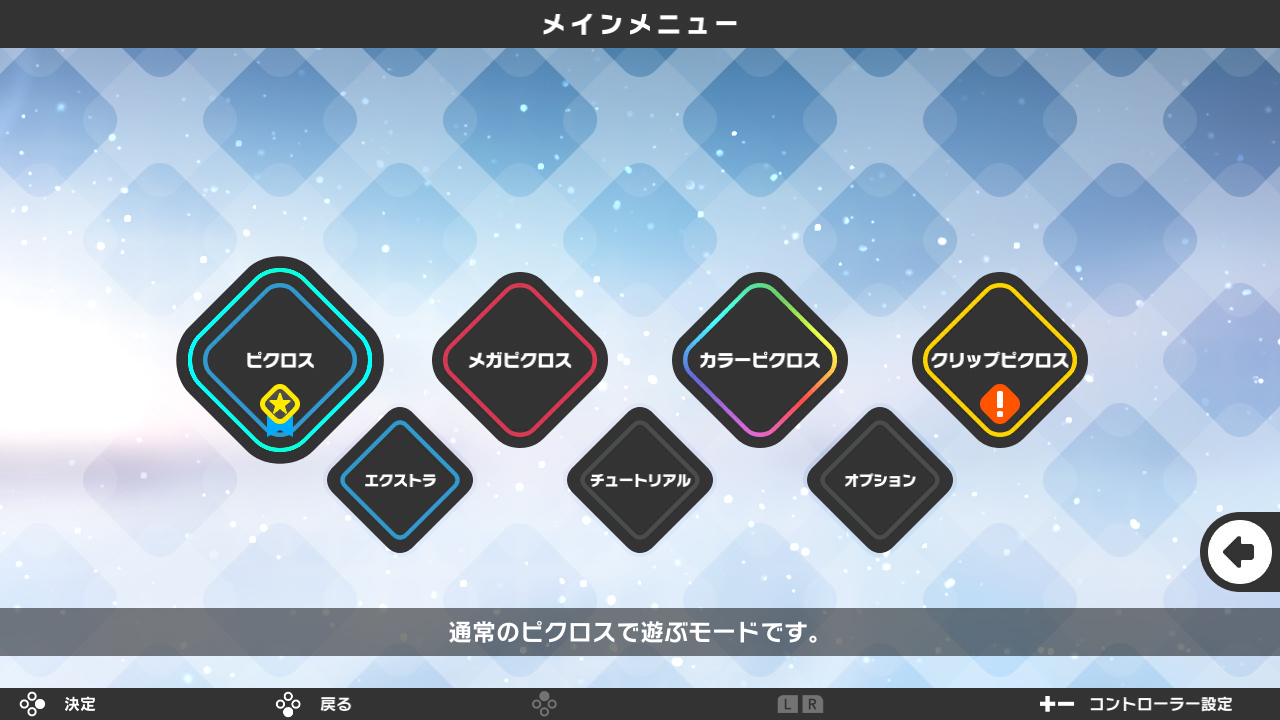 メインメニュー
ピクロス
メガピクロス
カラーピクロス
クリップピクロス
!
エクストラ
チュートリアル
オプション
通常のピクロスで遊ぶモードです。
決定
戻る
L R
コントローラー設定